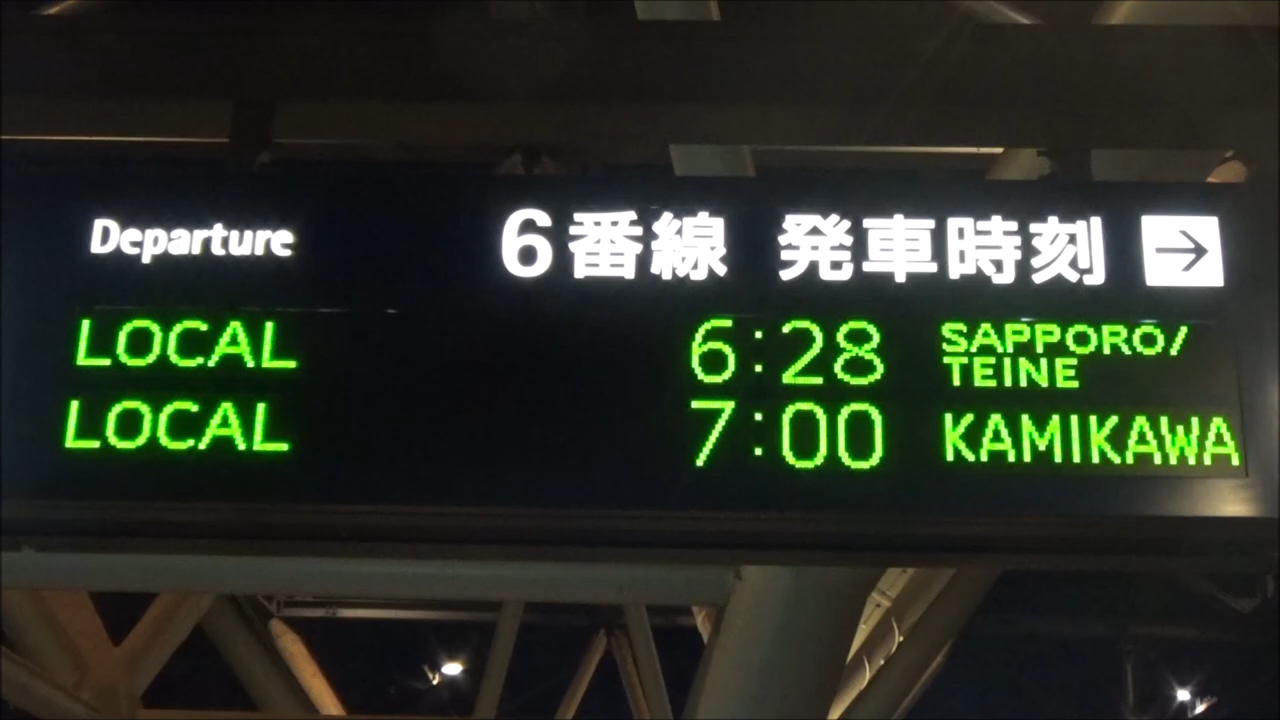 Departure 6番線 発車時刻 →
LOCAL 6:28 SAPPORO/
TEINE
LOCAL 7:00 KAMIKAWA